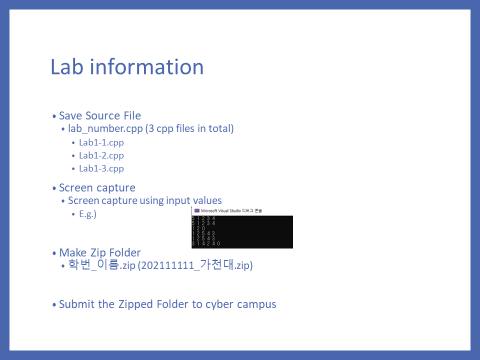 Lab information
• Save Source File
• lab_number.cpp (3 cpp files in total)
• Lab1-1.cpp
• Lab1-2.cpp
• Lab1-3.cpp
• Screen capture
• Screen capture using input values
• E.g.)
Microsoft Visual Studio 디버그 콘솔
• Make Zip Folder
• 학번_이름.zip (202111111_가전대.zip)
• Submit the Zipped Folder to cyber campus